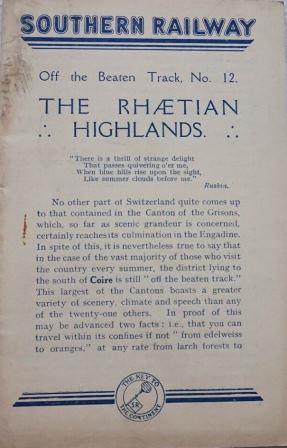 SOUTHERN RAILWAY
Off the Beaten Track, No. 12.
THE RHÆTIAN
∴ HIGHLANDS. ∴
"There is a thrill of strange delight
That passes quivering o'er me,
When blue hills rise upon the sight,
Like summer clouds before me."
Ruskin.
No other part of Switzerland quite comes up
to that contained in the Canton of the Grisons,
which, so far as scenic grandeur is concerned,
certainly reaches its culmination in the Engadine.
In spite of this, it is nevertheless true to say that
in the case of the vast majority of those who visit
the country every summer, the district lying to
the south of Coire is still "off the beaten track."
This largest of the Cantons boasts a greater
variety of scenery, climate and speech than any
of the twenty-one others. In proof of this
may be advanced two facts: i.e., that you can
travel within its confines if not "from edelweiss
to oranges," at any rate from larch forests to
THE KEY TO
SR
THE CONTINENT